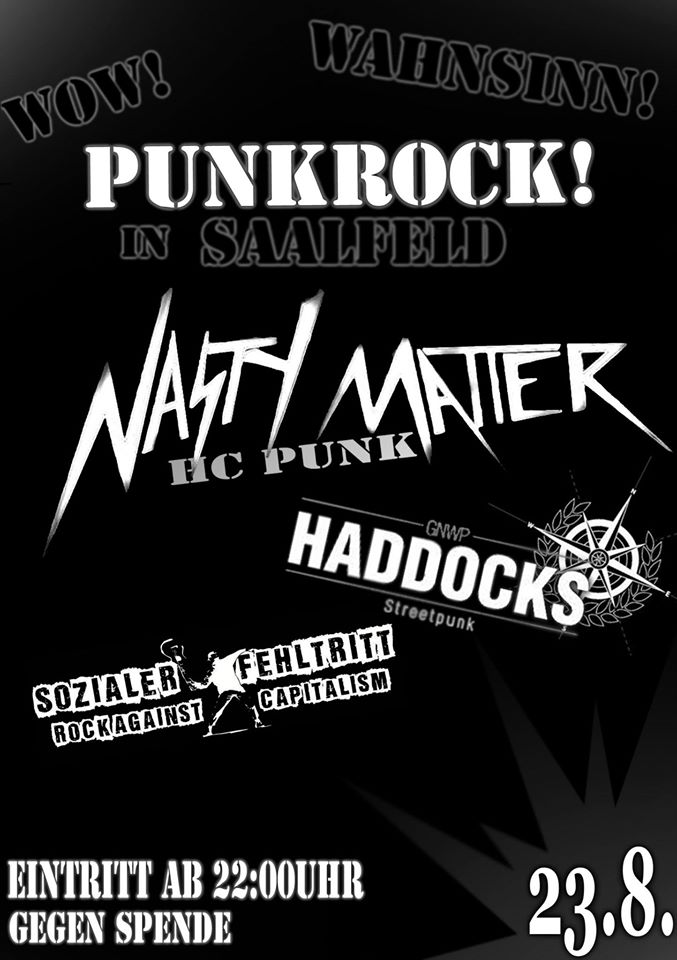 WOW!
WAHNSINN!
PUNKROCK!
IN SAALFELD
NASTY MATTER
HC PUNK
GNWP
HADDOCKS
Streetpunk
N
W
E
S
SOZIALER FEHLTRITT
ROCK AGAINST CAPITALISM
EINTRITT AB 22:00UHR
GEGEN SPENDE
23.8.